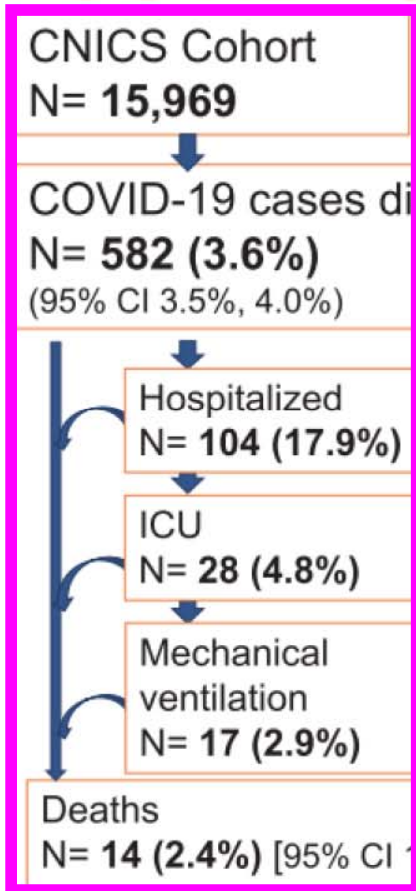 CNICS Cohort
N= 15,969
COVID-19 cases
N= 582 (3.6%)
(95% CI 3.5%, 4.0%)
Hospitalized
N= 104 (17.9%)
ICU
N= 28 (4.8%)
Mechanical
ventilation
N= 17 (2.9%)
Deaths
N= 14 (2.4%) [95% CI